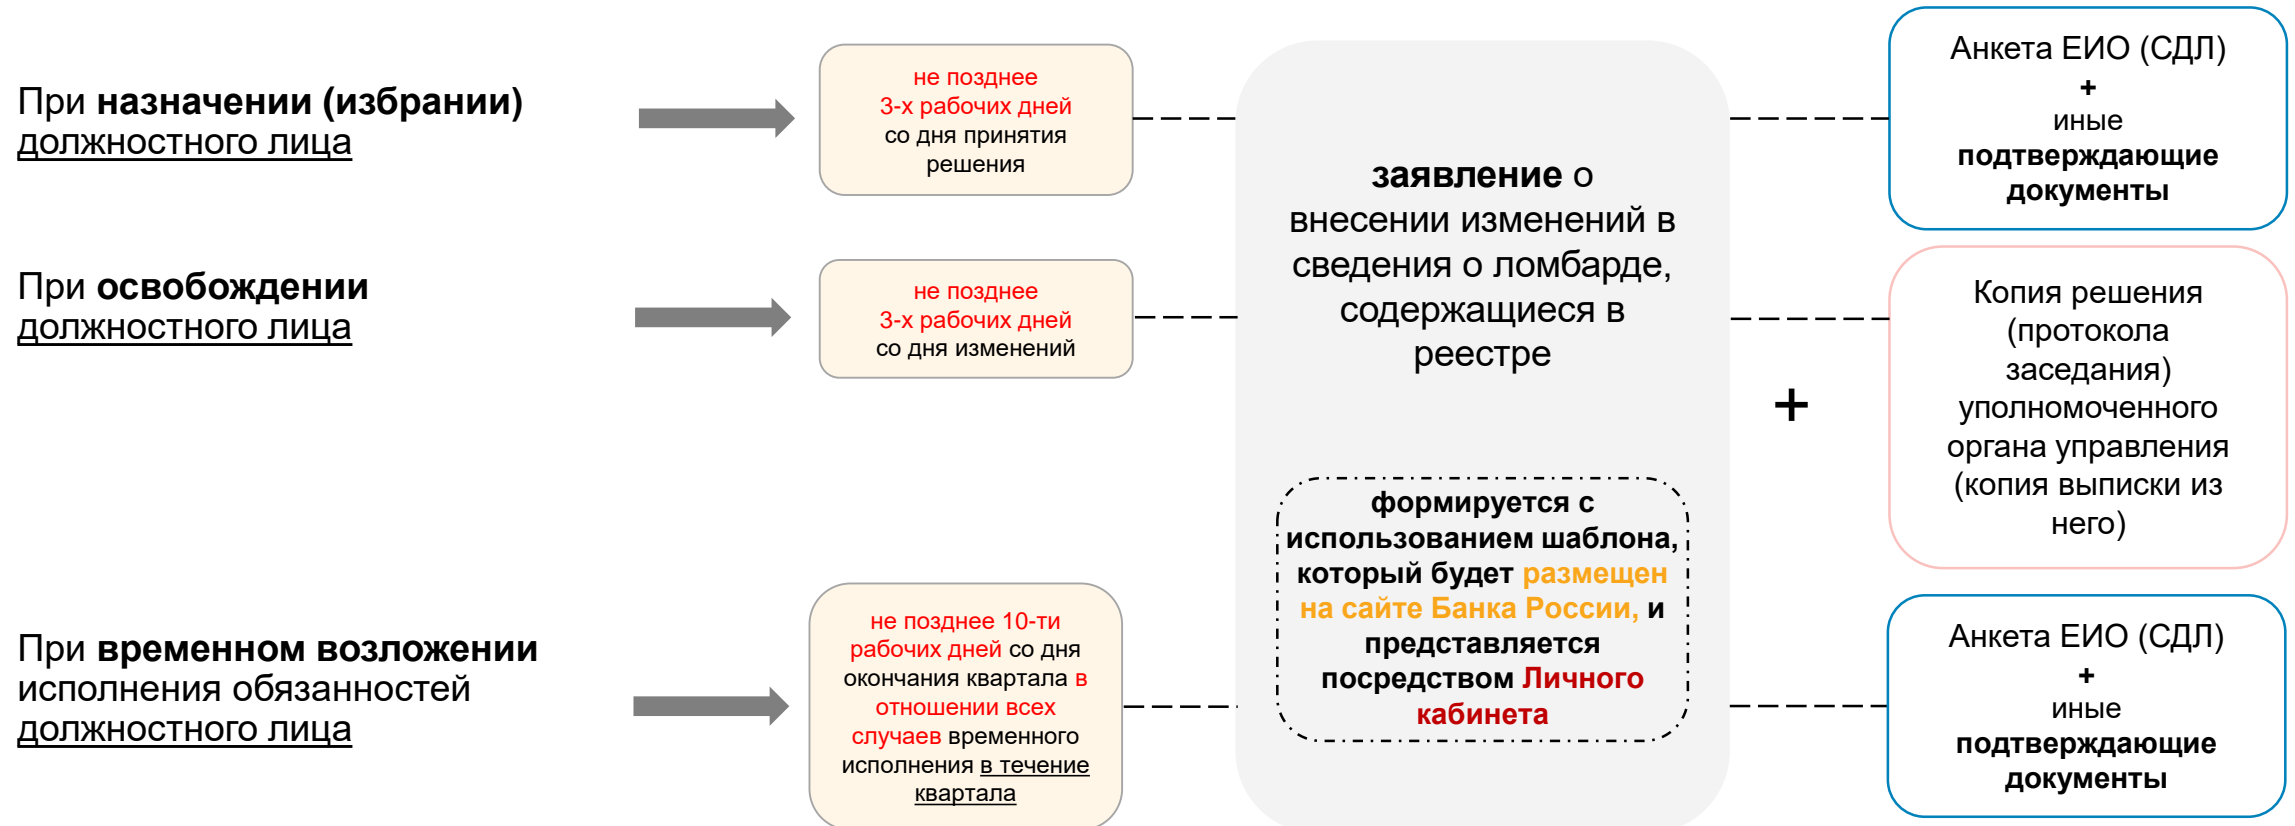 При назначении (избрании)
должностного лица
не позднее
3-х рабочих дней
со дня принятия
решения
При освобождении
должностного лица
не позднее
3-х рабочих дней
со дня изменений
При временном возложении
исполнения обязанностей
должностного лица
не позднее 10-ти
рабочих дней со дня
окончания квартала в
отношении всех
случаев временного
исполнения в течение
квартала
заявление о
внесении изменений в
сведения о ломбарде,
содержащиеся в
реестре
формируется с
использованием шаблона,
который будет размещен
на сайте Банка России, и
представляется
посредством Личного
кабинета
+
Анкета ЕИО (СДЛ)
+
иные
подтверждающие
документы
Копия решения
(протокола
заседания)
уполномоченного
органа управления
(копия выписки из
него)
Анкета ЕИО (СДЛ)
+
иные
подтверждающие
документы